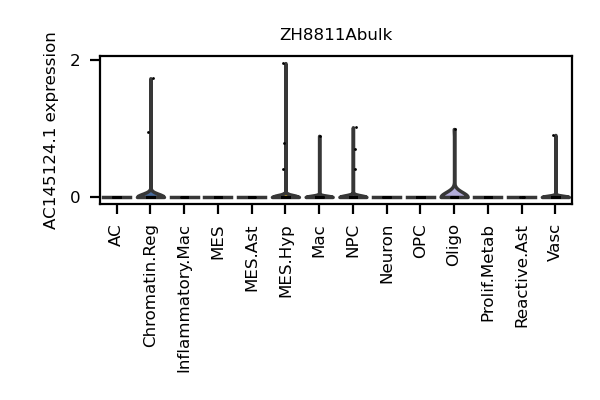 ZH8811Abulk
AC145124.1 expression
2
0
AC
Chromatin.Reg
Inflammatory.Mac
MES
MES.Ast
MES.Hyp
Mac
NPC
Neuron
OPC
Oligo
Prolif.Metab
Reactive.Ast
Vasc